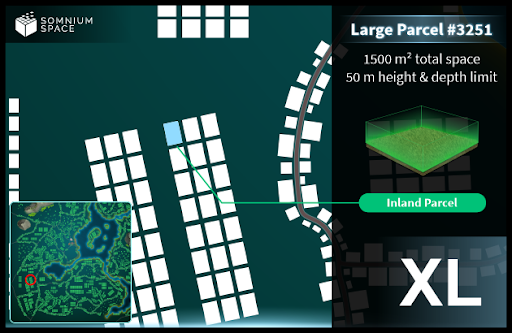 SOMNIUM
SPACE
Large Parcel #3251
1500 m² total space
50 m height & depth limit
Inland Parcel
XL